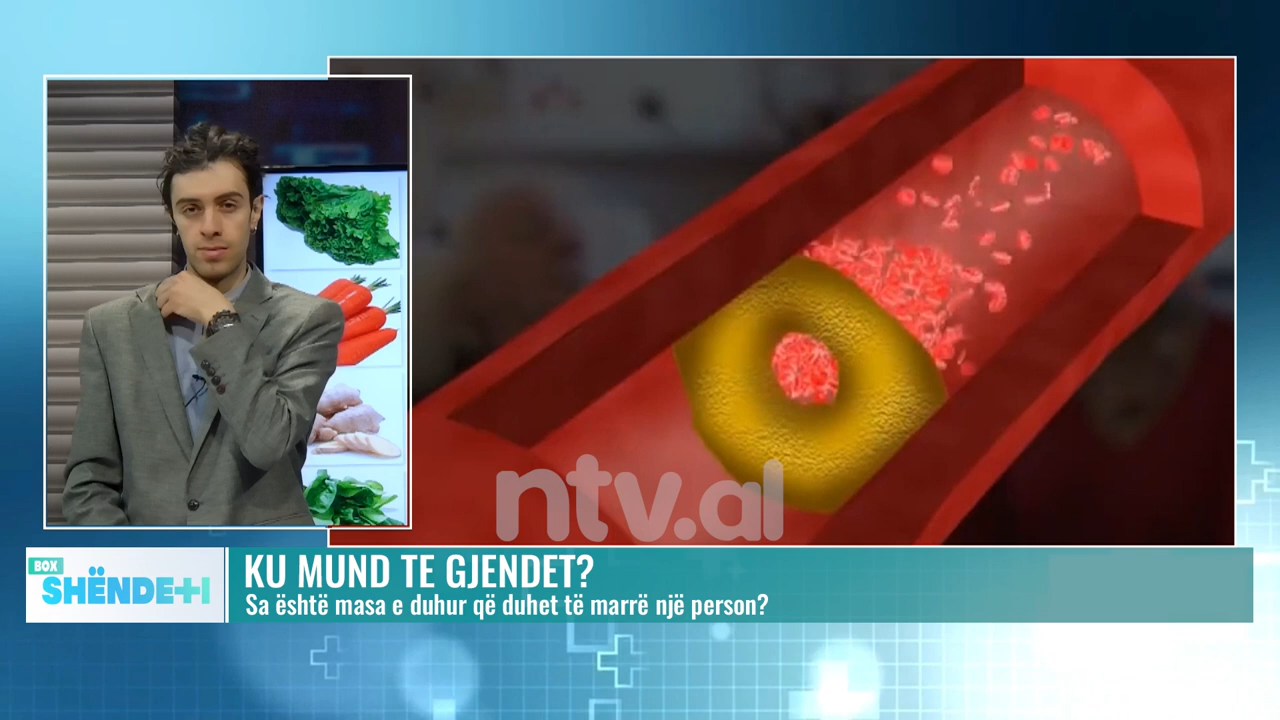 ntv.al
BOX
SHËNDETI
KU MUND TE GJENDET?
Sa është masa e duhur që duhet të marrë një person?